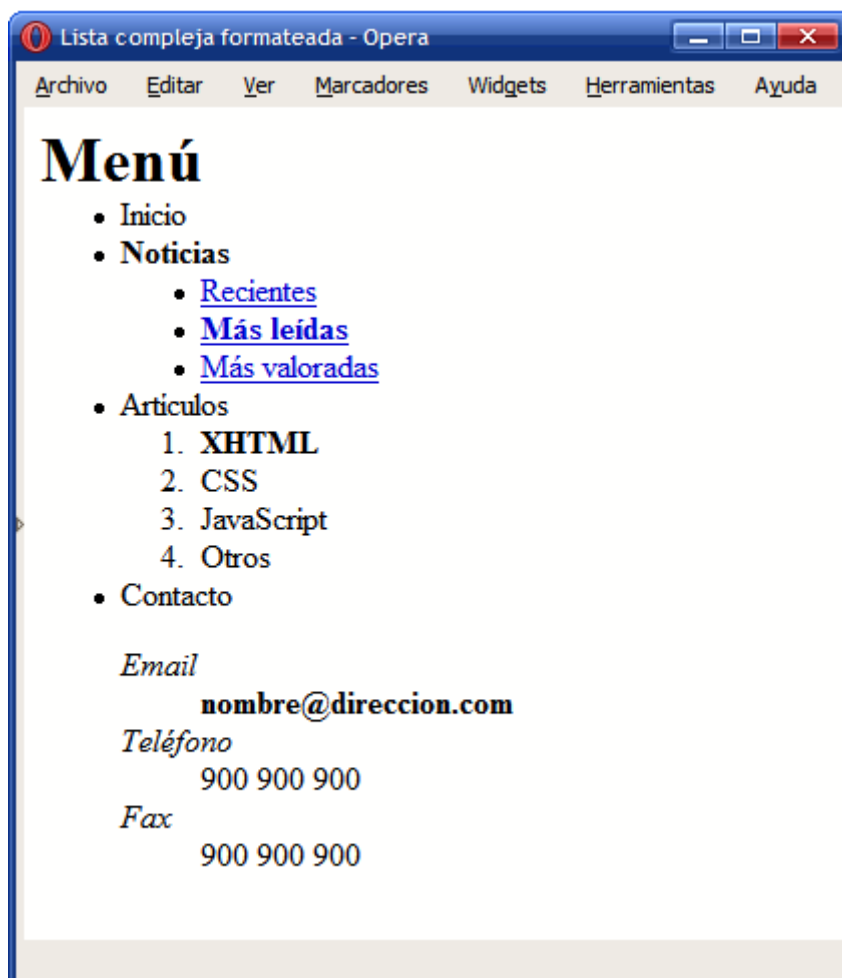 Lista compleja formateada - Opera
Archivo Editar Ver Marcadores Widgets Herramientas Ayuda
Menú
Inicio
Noticias
Recientes
Más leídas
Más valoradas
Artículos
1. XHTML
2. CSS
3. JavaScript
4. Otros
Contacto
Email
nombre@direccion.com
Teléfono
900 900 900
Fax
900 900 900